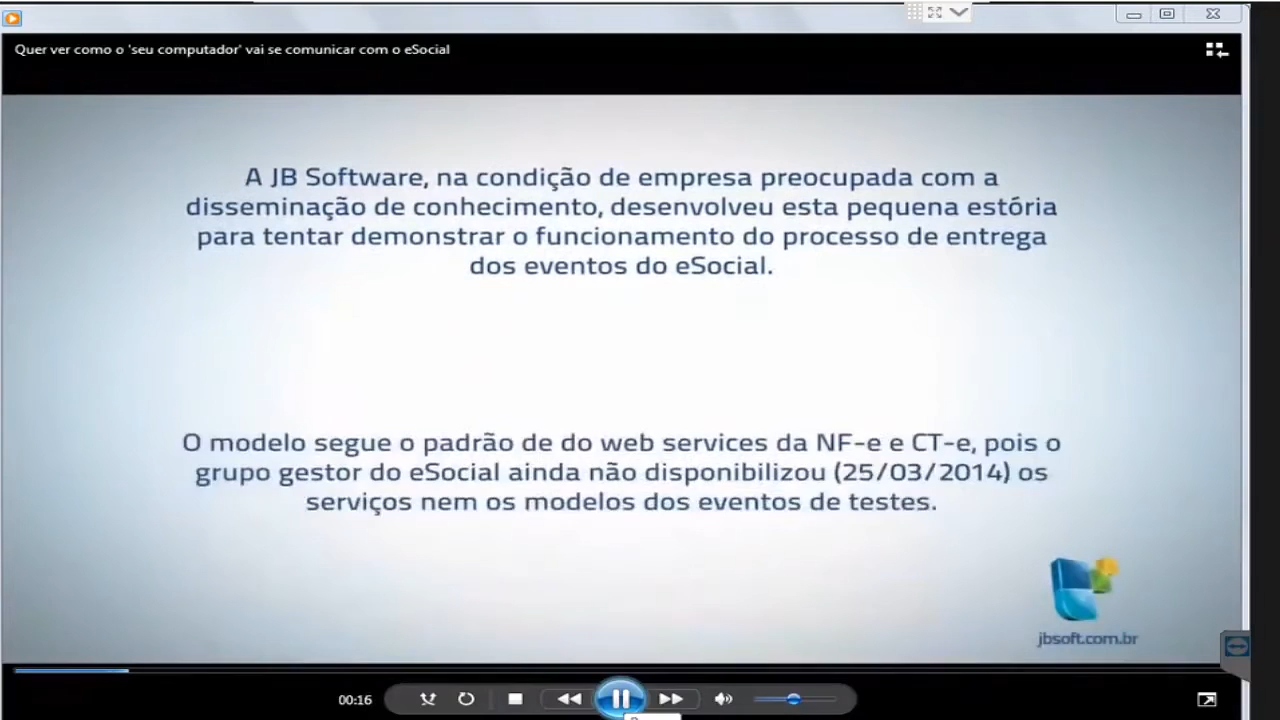 Quer ver como o 'seu computador' vai se comunicar com o eSocial
A JB Software, na condição de empresa preocupada com a
disseminação de conhecimento, desenvolveu esta pequena estória
para tentar demonstrar o funcionamento do processo de entrega
dos eventos do eSocial.
O modelo segue o padrão de do web services da NF-e e CT-e, pois o
grupo gestor do eSocial ainda não disponibilizou (25/03/2014) os
serviços nem os modelos dos eventos de testes.
jbsoft.com.br
00:16